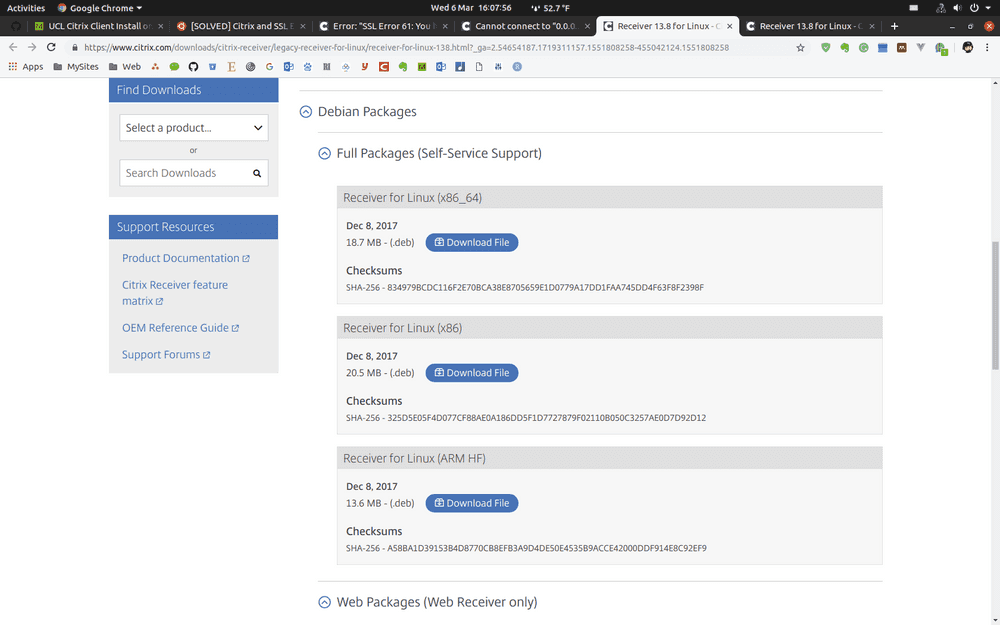 Activities
Google Chrome
Wed 6 Mar 16:07:56
52.7 °F
UCL Citrix Client Install on
[SOLVED] Citrix and SSL E
Error: "SSL Error 61: You
Cannot connect to "0.0.0.
Receiver 13.8 for Linux - C
Receiver 13.8 for Linux - C
https://www.citrix.com/downloads/citrix-receiver/legacy-receiver-for-linux/receiver-for-linux-138.html?_ga=2.54654187.1719311157.1551808258-455042124.1551808258
Apps
MySites
Web
Find Downloads
Select a product...
or
Search Downloads
Support Resources
Product Documentation
Citrix Receiver feature
matrix
OEM Reference Guide
Support Forums
Debian Packages
Full Packages (Self-Service Support)
Receiver for Linux (x86_64)
Dec 8, 2017
18.7 MB - (.deb) Download File
Checksums
SHA-256 - 834979BCDC116F2E70BCA38E8705659E1D0779A17DD1FAA745DD4F63F8F2398F
Receiver for Linux (x86)
Dec 8, 2017
20.5 MB - (.deb) Download File
Checksums
SHA-256 - 325D5E05F4D077CF88AE0A186DD5F1D7727879F02110B050C3257AE0D7D92D12
Receiver for Linux (ARM HF)
Dec 8, 2017
13.6 MB - (.deb) Download File
Checksums
SHA-256 - A58BA1D39153B4D8770CB8EFB3A9D4DE50E4535B9ACCE42000DDF914E8C92EF9
Web Packages (Web Receiver only)